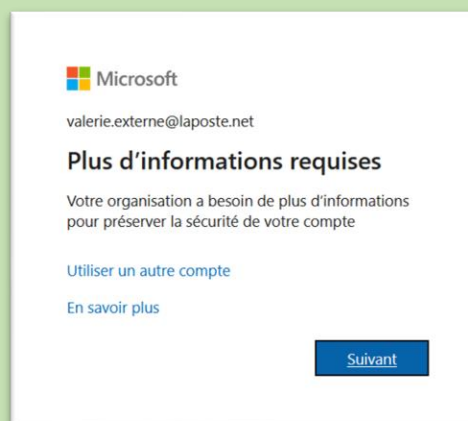 Microsoft
valerie.externe@laposte.net
Plus d’informations requises
Votre organisation a besoin de plus d’informations
pour préserver la sécurité de votre compte
Utiliser un autre compte
En savoir plus
Suivant